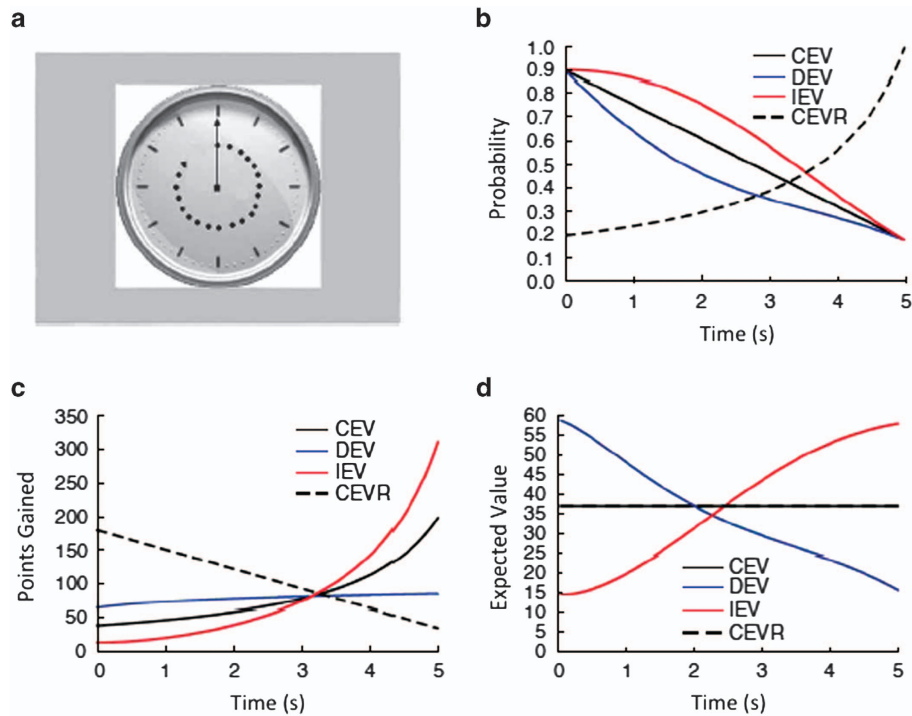 a
b
1.0
0.9
0.8
0.7
0.6
0.5
0.4
0.3
0.2
0.1
0.0
Probability
CEV
DEV
IEV
CEVR
0 1 2 3 4 5
Time (s)
c
350
300
250
200
150
100
50
0
Points Gained
CEV
DEV
IEV
CEVR
0 1 2 3 4 5
Time (s)
d
60
55
50
45
40
35
30
25
20
15
10
5
0
Expected Value
CEV
DEV
IEV
CEVR
0 1 2 3 4 5
Time (s)